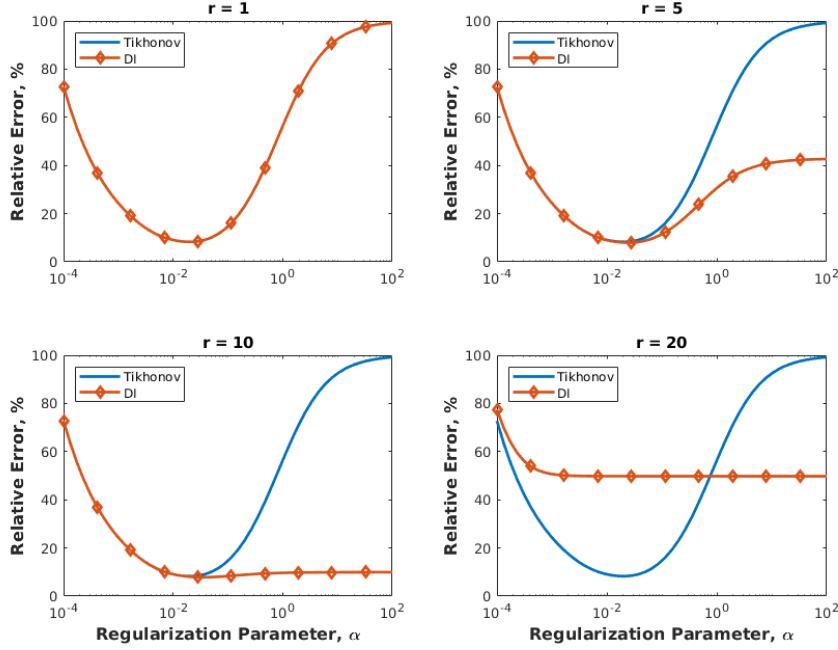 r = 1
Relative Error, %
100
80
60
40
20
0
Tikhonov
DI
10^-4
10^-2
10^0
10^2
r = 5
Relative Error, %
100
80
60
40
20
0
Tikhonov
DI
10^-4
10^-2
10^0
10^2
r = 10
Relative Error, %
100
80
60
40
20
0
Tikhonov
DI
10^-4
10^-2
10^0
10^2
Regularization Parameter, α
r = 20
Relative Error, %
100
80
60
40
20
0
Tikhonov
DI
10^-4
10^-2
10^0
10^2
Regularization Parameter, α